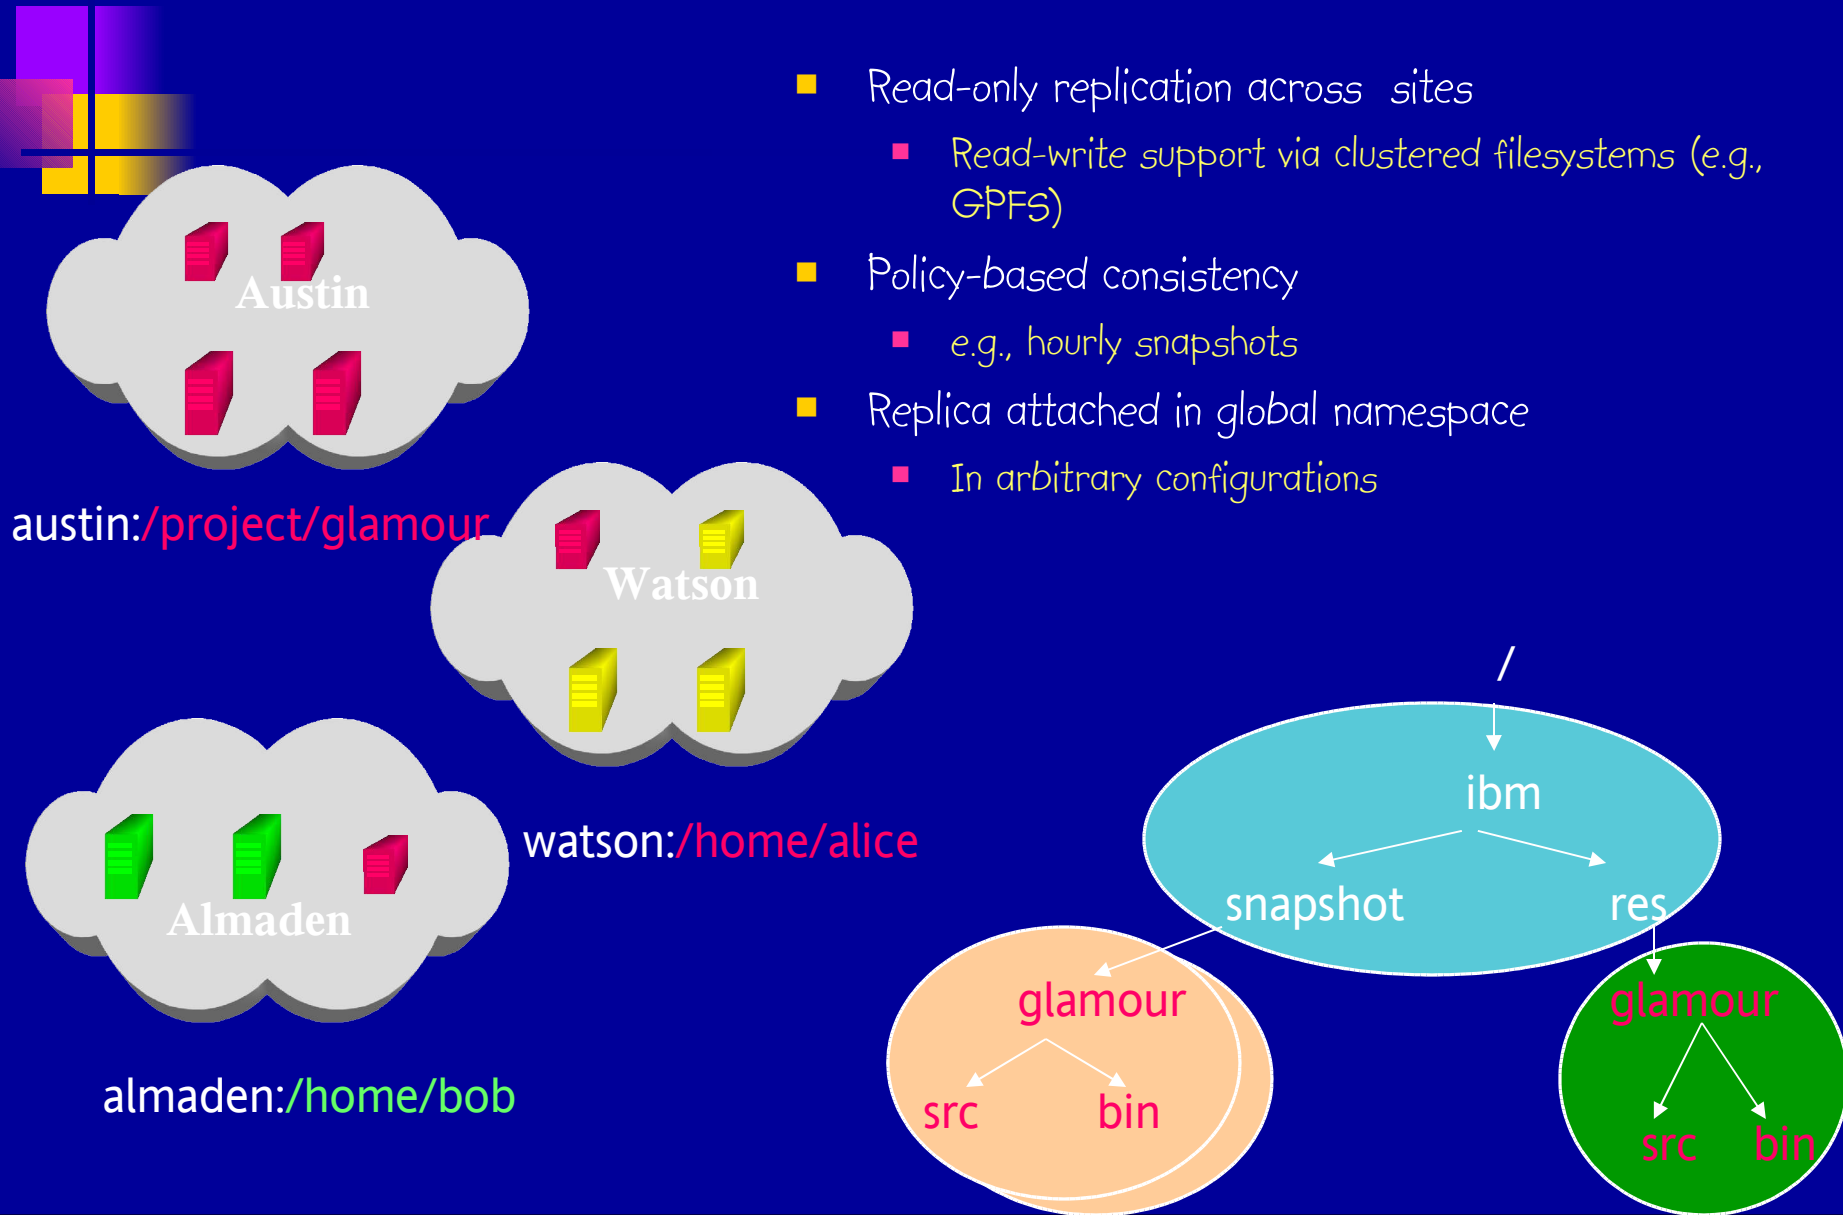 Read-only replication across sites
Read-write support via clustered filesystems (e.g.,
GPFS)
Policy-based consistency
e.g., hourly snapshots
Replica attached in global namespace
In arbitrary configurations
Austin
austin:/project/glamour
Watson
watson:/home/alice
Almaden
almaden:/home/bob
/
ibm
snapshot res
glamour glamour
src bin
src bin